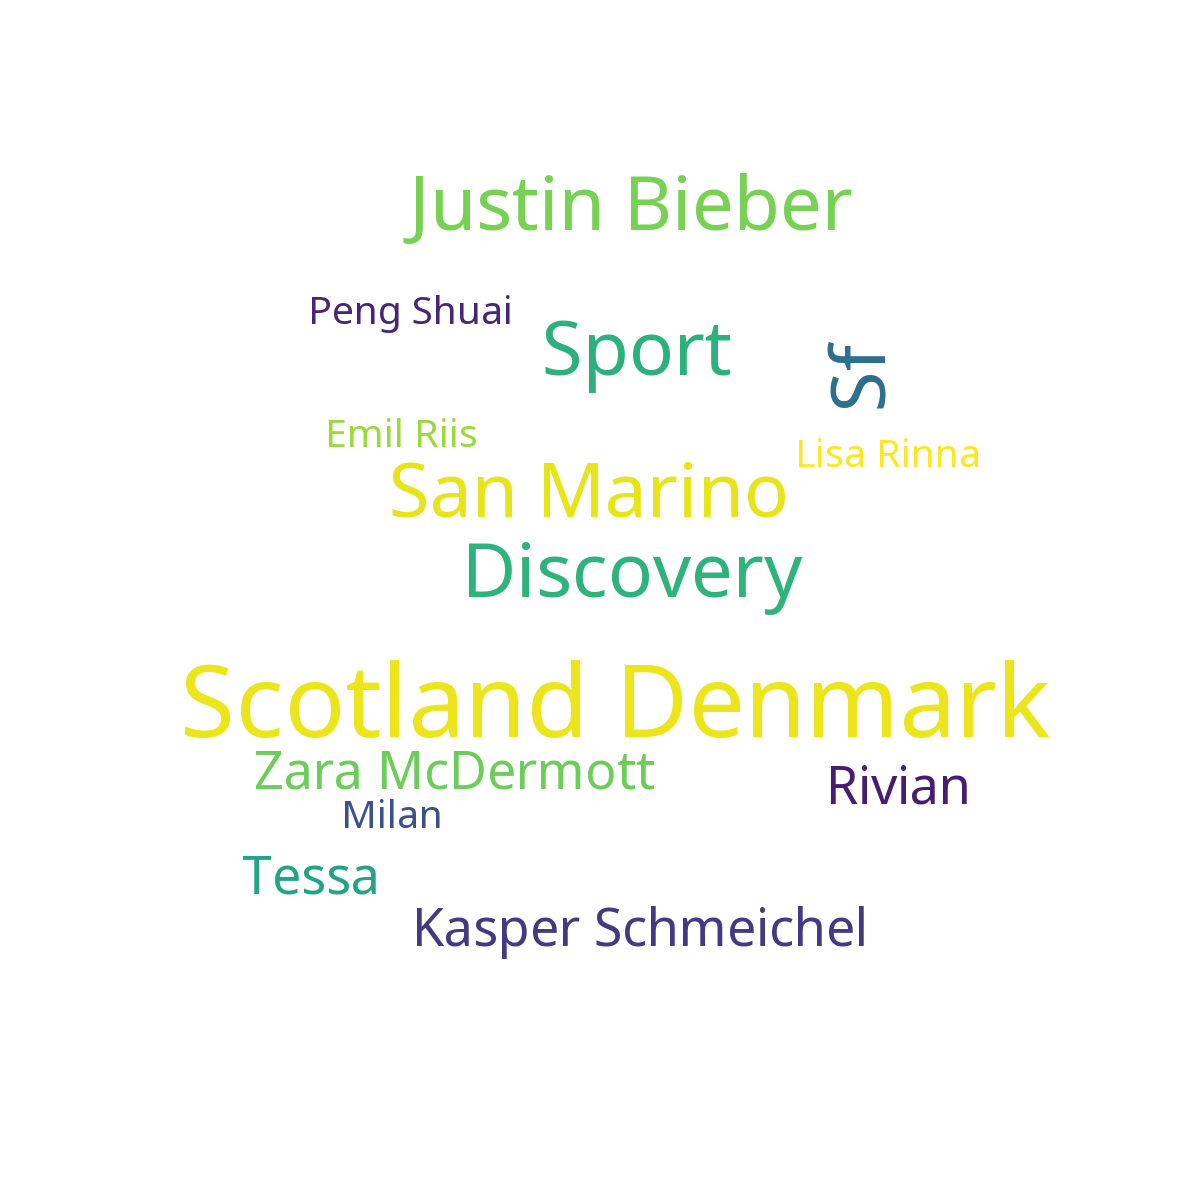 Justin Bieber
Peng Shuai
Sport
Sf
Emil Riis
Lisa Rinna
San Marino
Discovery
Scotland Denmark
Zara McDermott
Rivian
Milan
Tessa
Kasper Schmeichel